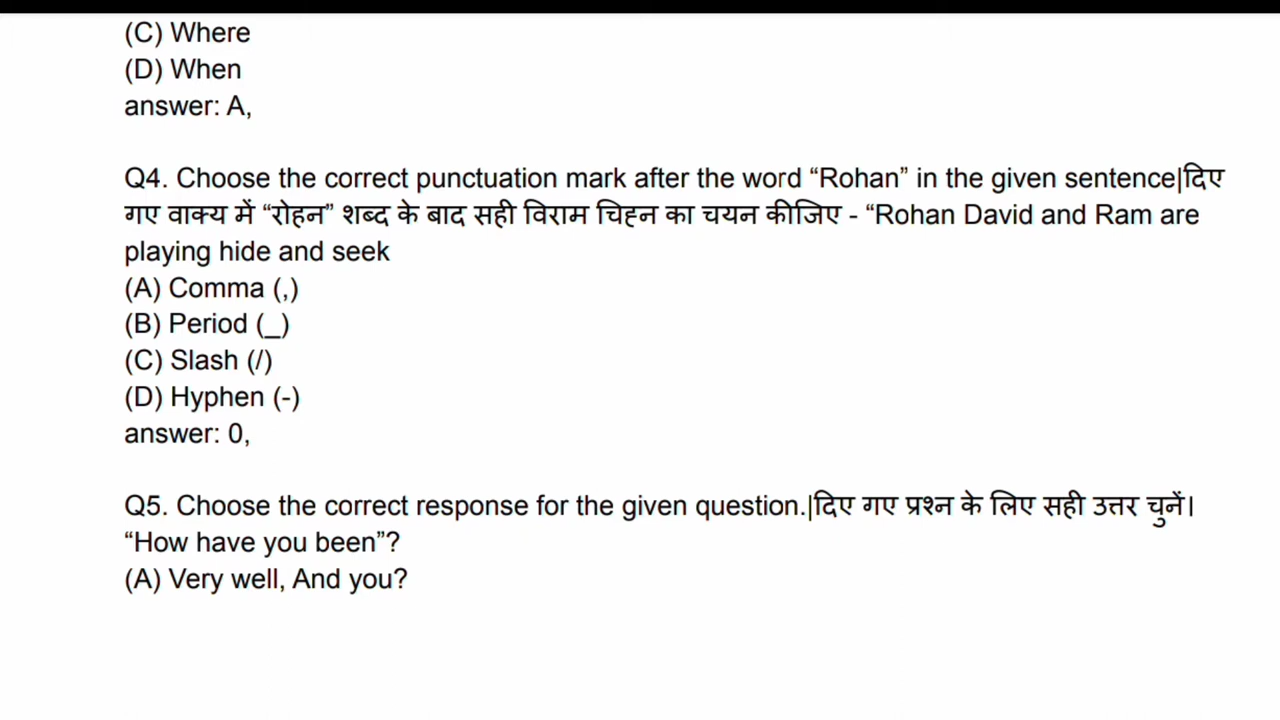 (C) Where
(D) When
answer: A,
Q4. Choose the correct punctuation mark after the word “Rohan” in the given sentence|दिए
गए वाक्य में “रोहन” शब्द के बाद सही विराम चिह्न का चयन कीजिए - “Rohan David and Ram are
playing hide and seek
(A) Comma (,)
(B) Period (_)
(C) Slash (/)
(D) Hyphen (-)
answer: 0,
Q5. Choose the correct response for the given question.|दिए गए प्रश्न के लिए सही उत्तर चुनें।
“How have you been”?
(A) Very well, And you?